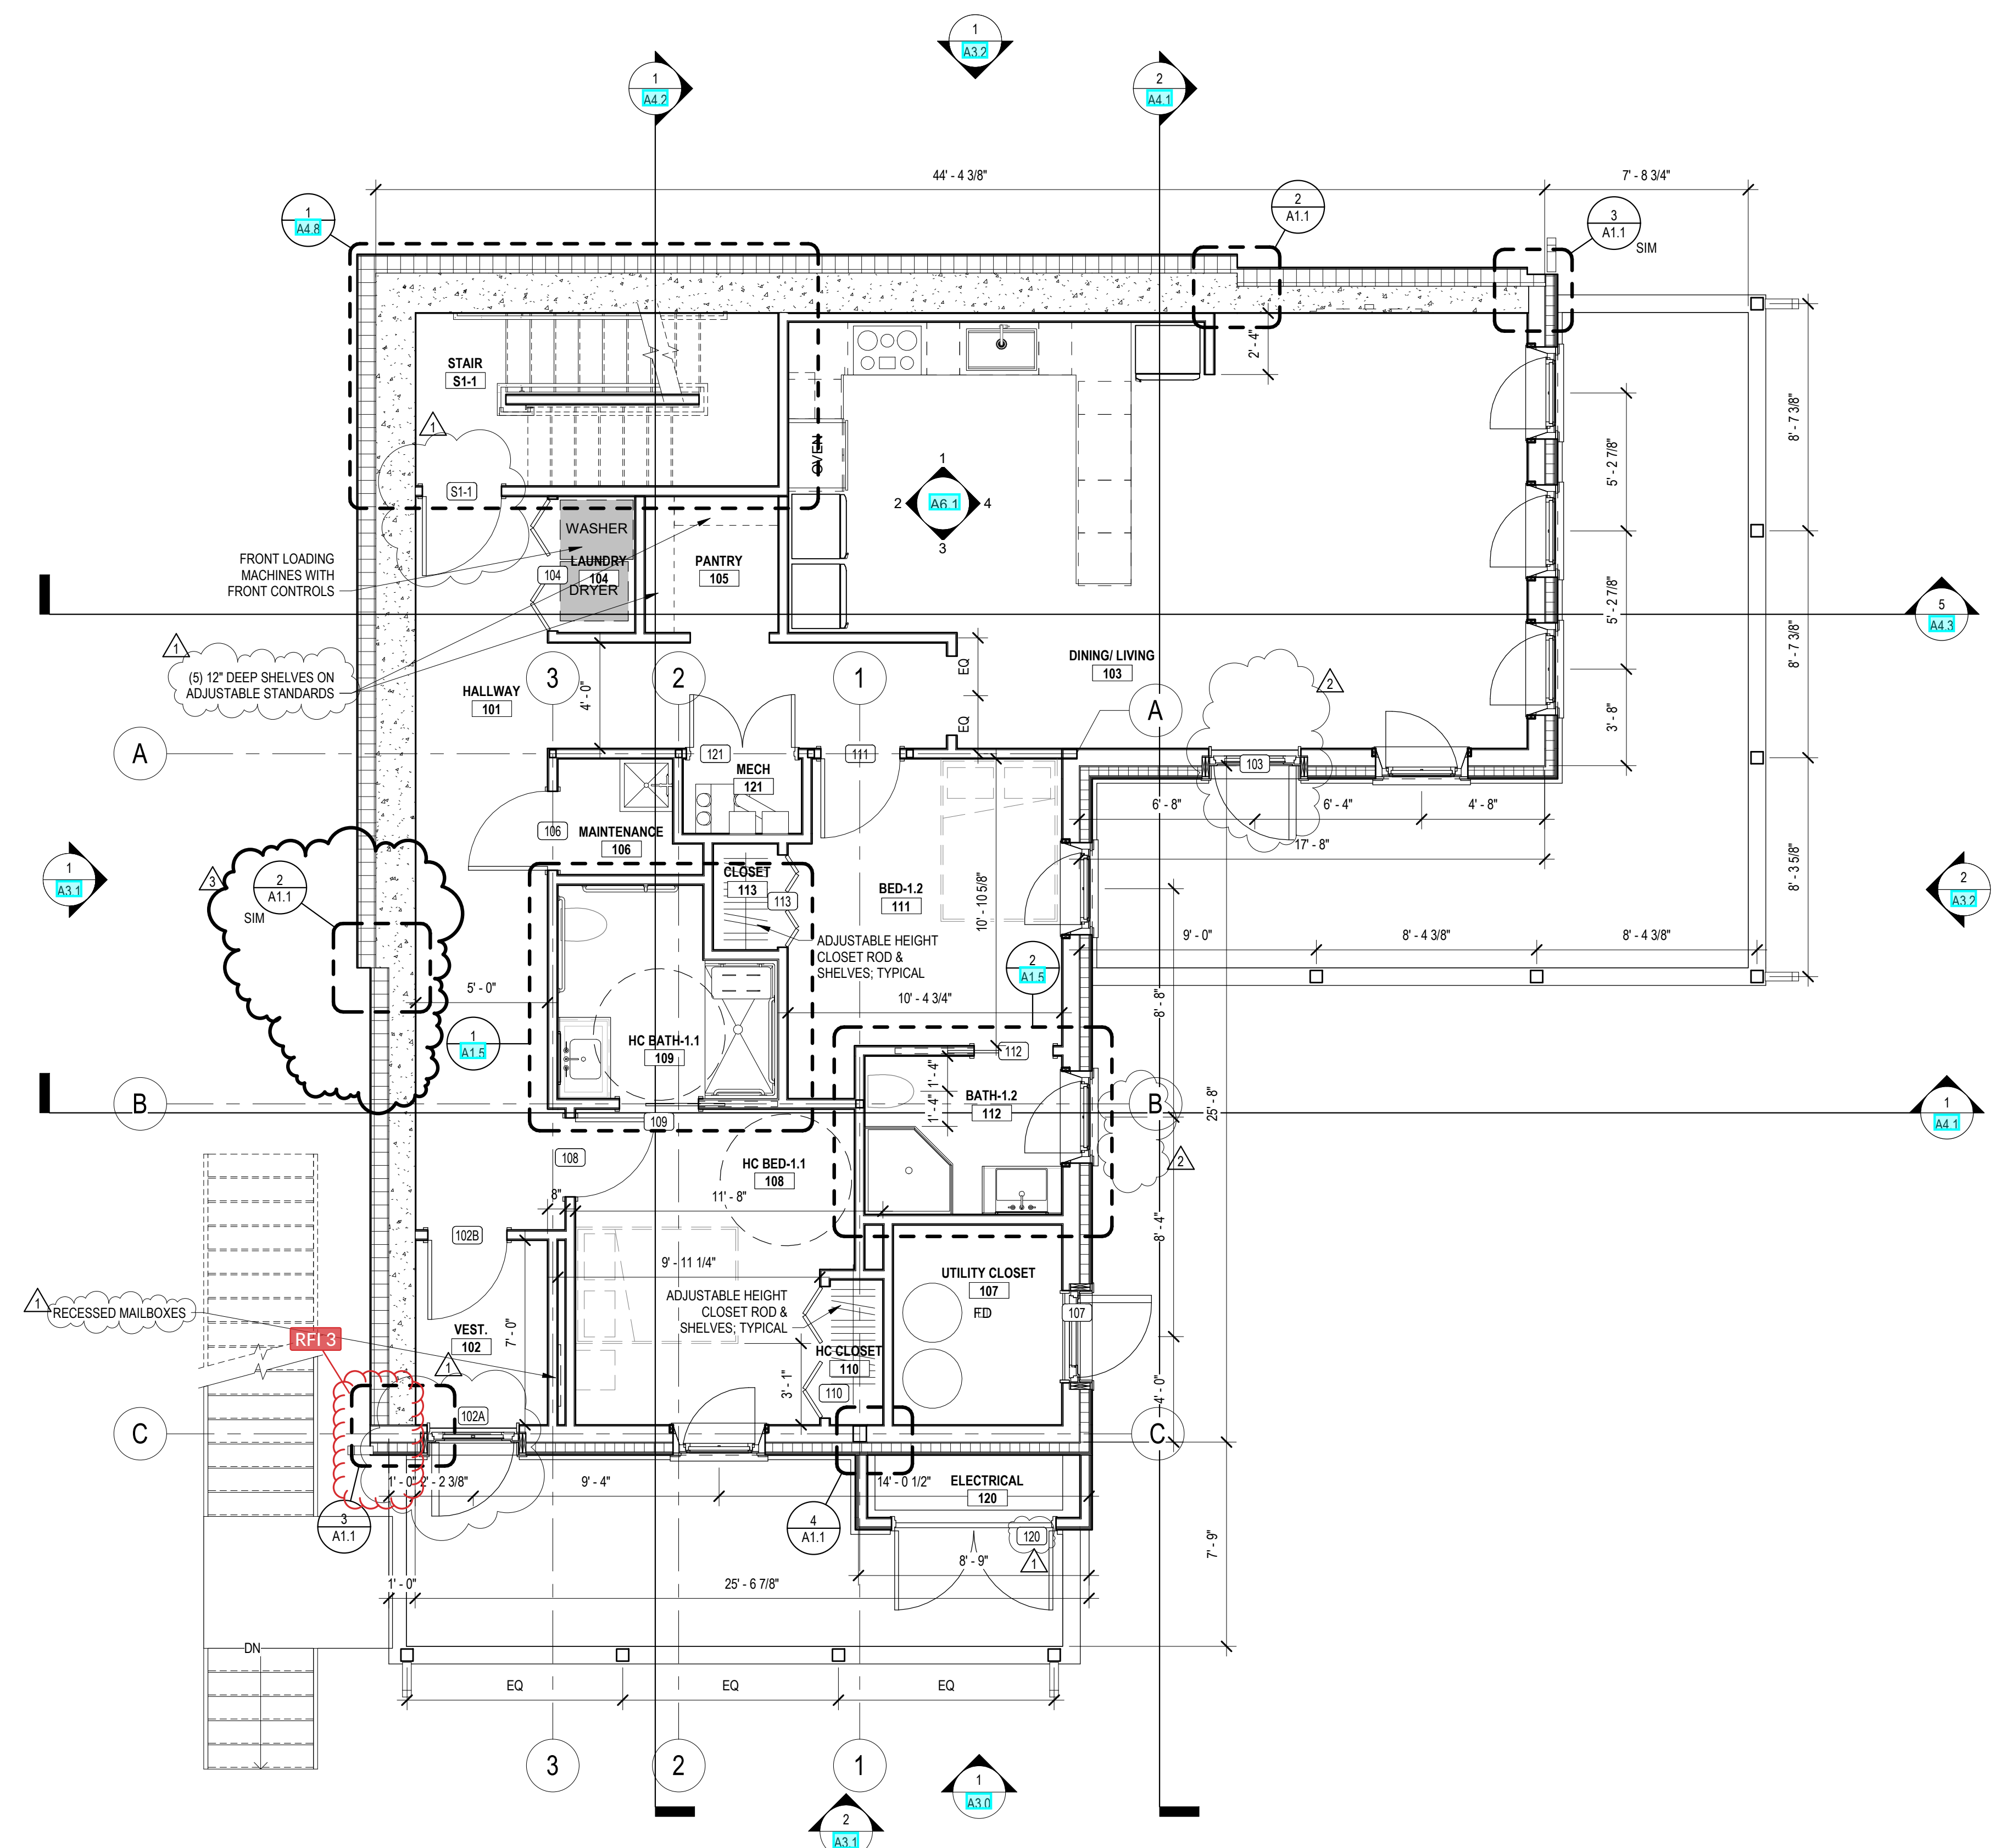 1
A3.2
1
A4.2
2
A4.1
44' - 4 3/8"
7' - 8 3/4"
1
A4.8
2
A1.1
3
A1.1
SIM
STAIR
S1-1
2' - 4"
OVEN
8' - 7 3/8"
5' - 2 7/8"
1
S1-1
1
2
A6.1
4
3
WASHER
LAUNDRY
104
DRYER
104
PANTRY
105
FRONT LOADING
MACHINES WITH
FRONT CONTROLS
5' - 2 7/8"
5
A4.3
1
(5) 12" DEEP SHELVES ON
ADJUSTABLE STANDARDS
HALLWAY
101
3
2
1
4' - 0"
EQ
EQ
DINING/ LIVING
103
2
8' - 7 3/8"
3' - 8"
A
A
121
111
103
MECH
121
6' - 8"
6' - 4"
4' - 8"
17' - 8"
106
MAINTENANCE
106
1
A3.1
3
2
A1.1
SIM
CLOSET
113
113
BED-1.2
111
10' - 10 5/8"
8' - 3 5/8"
2
A3.2
ADJUSTABLE HEIGHT
CLOSET ROD &
SHELVES; TYPICAL
9' - 0"
8' - 4 3/8"
8' - 4 3/8"
2
A1.5
5' - 0"
10' - 4 3/4"
8' - 8"
1
A1.5
HC BATH-1.1
109
112
1' - 4"
1' - 4"
BATH-1.2
112
B
B
25' - 8"
1
A4.1
109
108
HC BED-1.1
108
2
8"
11' - 8"
102B
8' - 4"
9' - 11 1/4"
UTILITY CLOSET
107
FD
107
ADJUSTABLE HEIGHT
CLOSET ROD &
SHELVES; TYPICAL
1
RECESSED MAILBOXES
RFI 3
VEST.
102
7' - 0"
1
HC CLOSET
110
3' - 1"
110
4' - 0"
102A
C
C
1' - 0"
2' - 2 3/8"
9' - 4"
14' - 0 1/2"
ELECTRICAL
120
3
A1.1
4
A1.1
120
1
8' - 9"
7' - 9"
1' - 0"
25' - 6 7/8"
DN
EQ
EQ
EQ
3
2
1
1
A3.0
2
A3.1